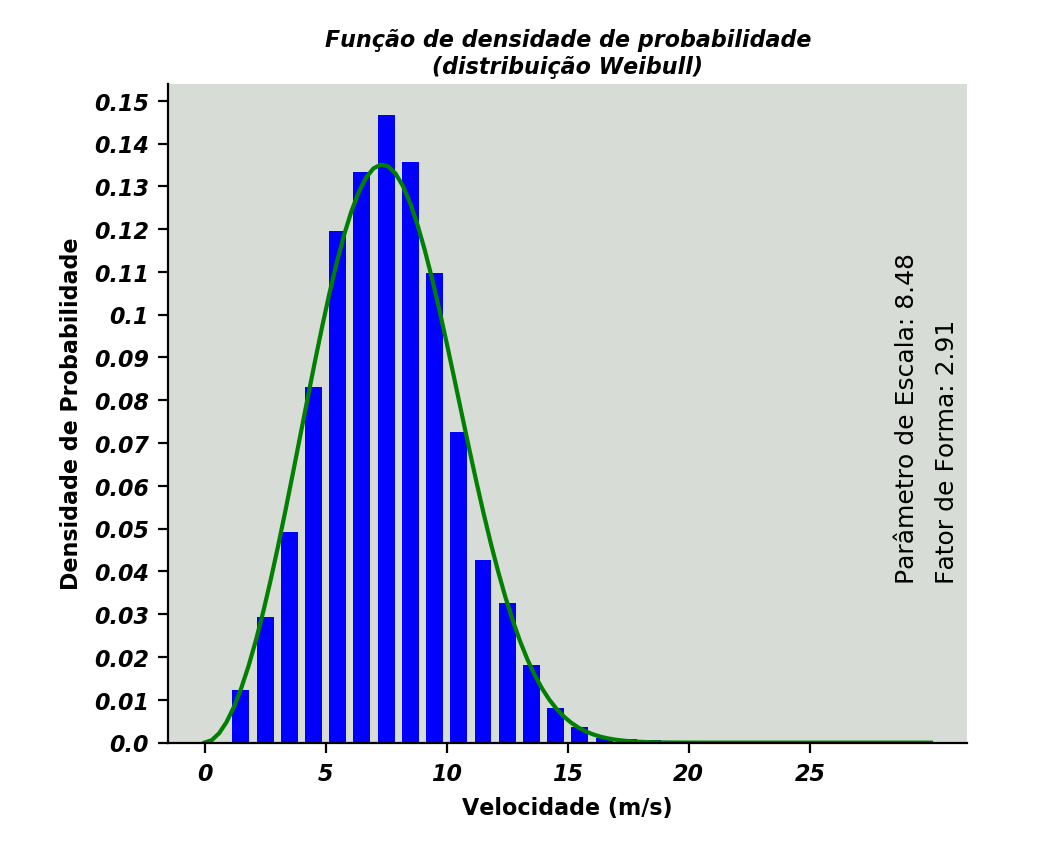 Função de densidade de probabilidade
(distribuição Weibull)
Densidade de Probabilidade
0.15
0.14
0.13
0.12
0.11
0.1
0.09
0.08
0.07
0.06
0.05
0.04
0.03
0.02
0.01
0.0
Parâmetro de Escala: 8.48
Fator de Forma: 2.91
0 5 10 15 20 25
Velocidade (m/s)